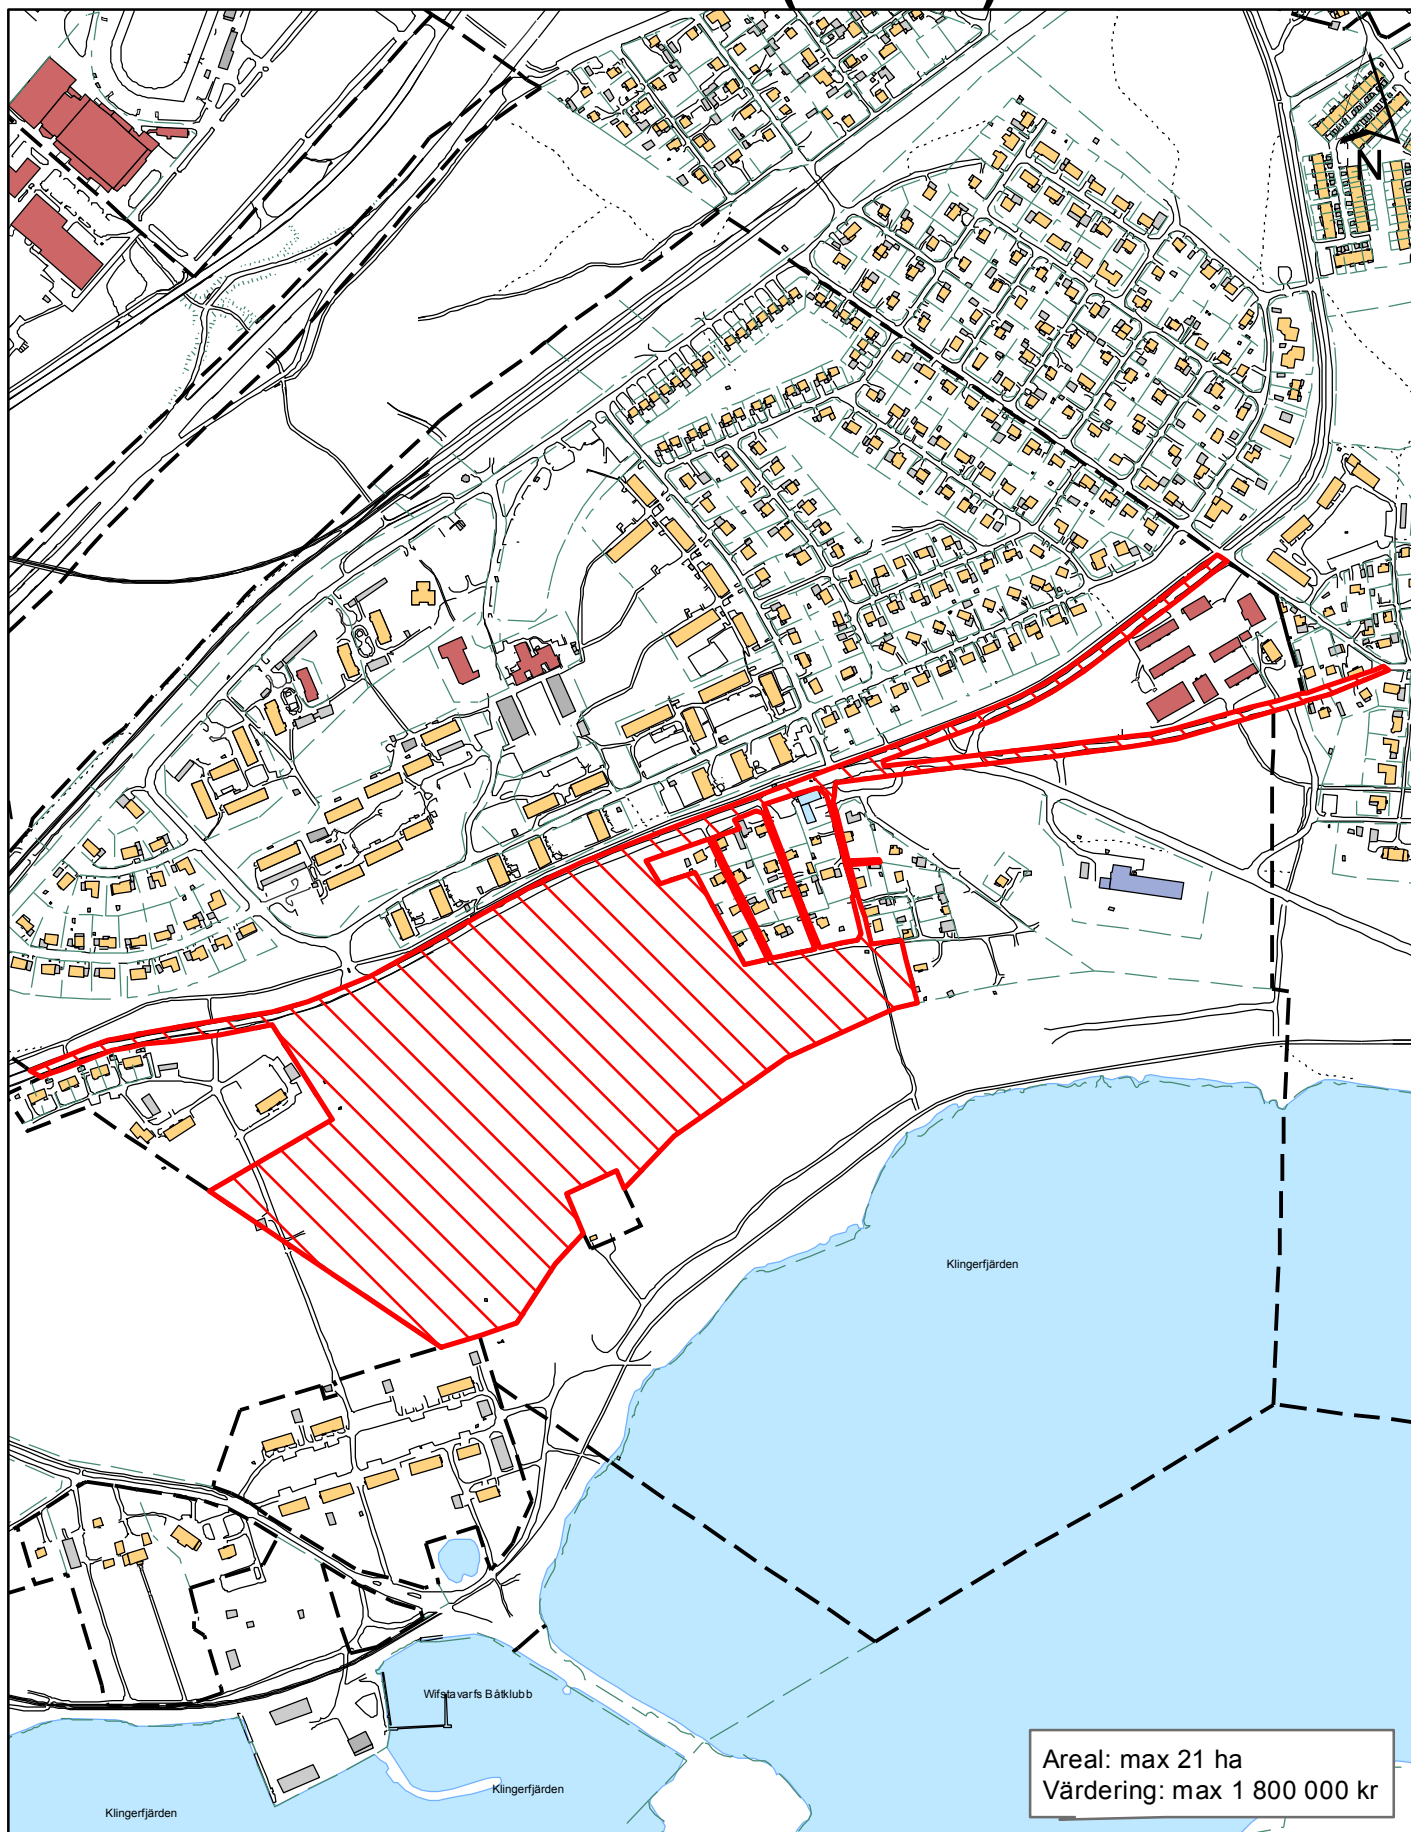 N
Klingerfjärden
Wifstavarfs Båtklubb
Klingerfjärden
Klingerfjärden
Areal: max 21 ha
Värdering: max 1 800 000 kr